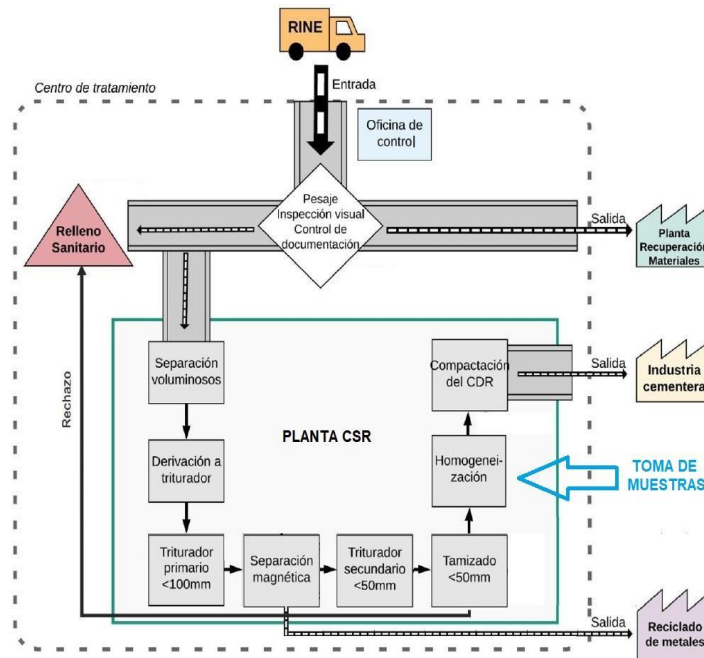 RINE
Centro de tratamiento
Entrada
Oficina de
control
Pesaje
Inspección visual
Control de
documentación
Relleno
Sanitario
Salida
Planta
Recuperación
Materiales
Separación
voluminosos
Compactación
del CDR
Salida
Industria
cementera
Rechazo
PLANTA CSR
Derivación a
triturador
Homogenei-
zación
TOMA DE
MUESTRAS
Triturador
primario
<100mm
Separación
magnética
Triturador
secundario
<50mm
Tamizado
<50mm
Salida
Reciclado
de metales